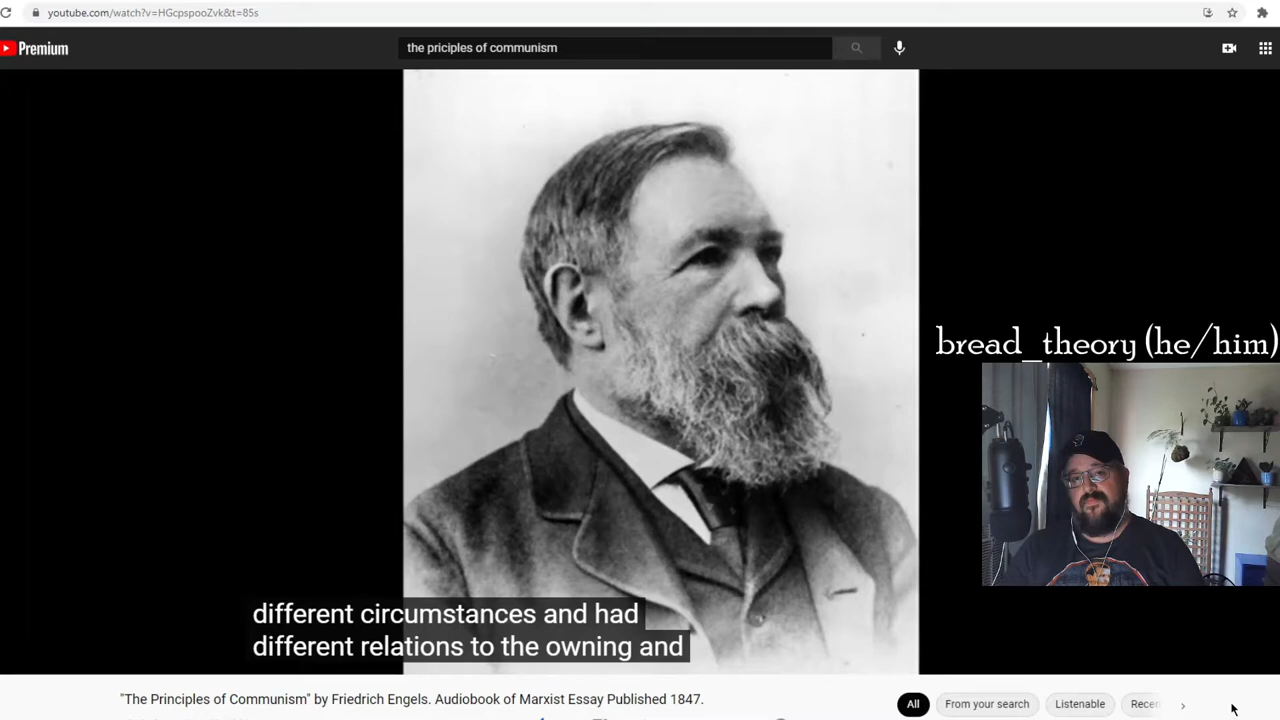 youtube.com/watch?v=HGcpspooZvk&t=85s
Premium
the priciples of communism
bread_theory (he/him)
different circumstances and had
different relations to the owning and
"The Principles of Communism" by Friedrich Engels. Audiobook of Marxist Essay Published 1847.
All
From your search
Listenable
Recen